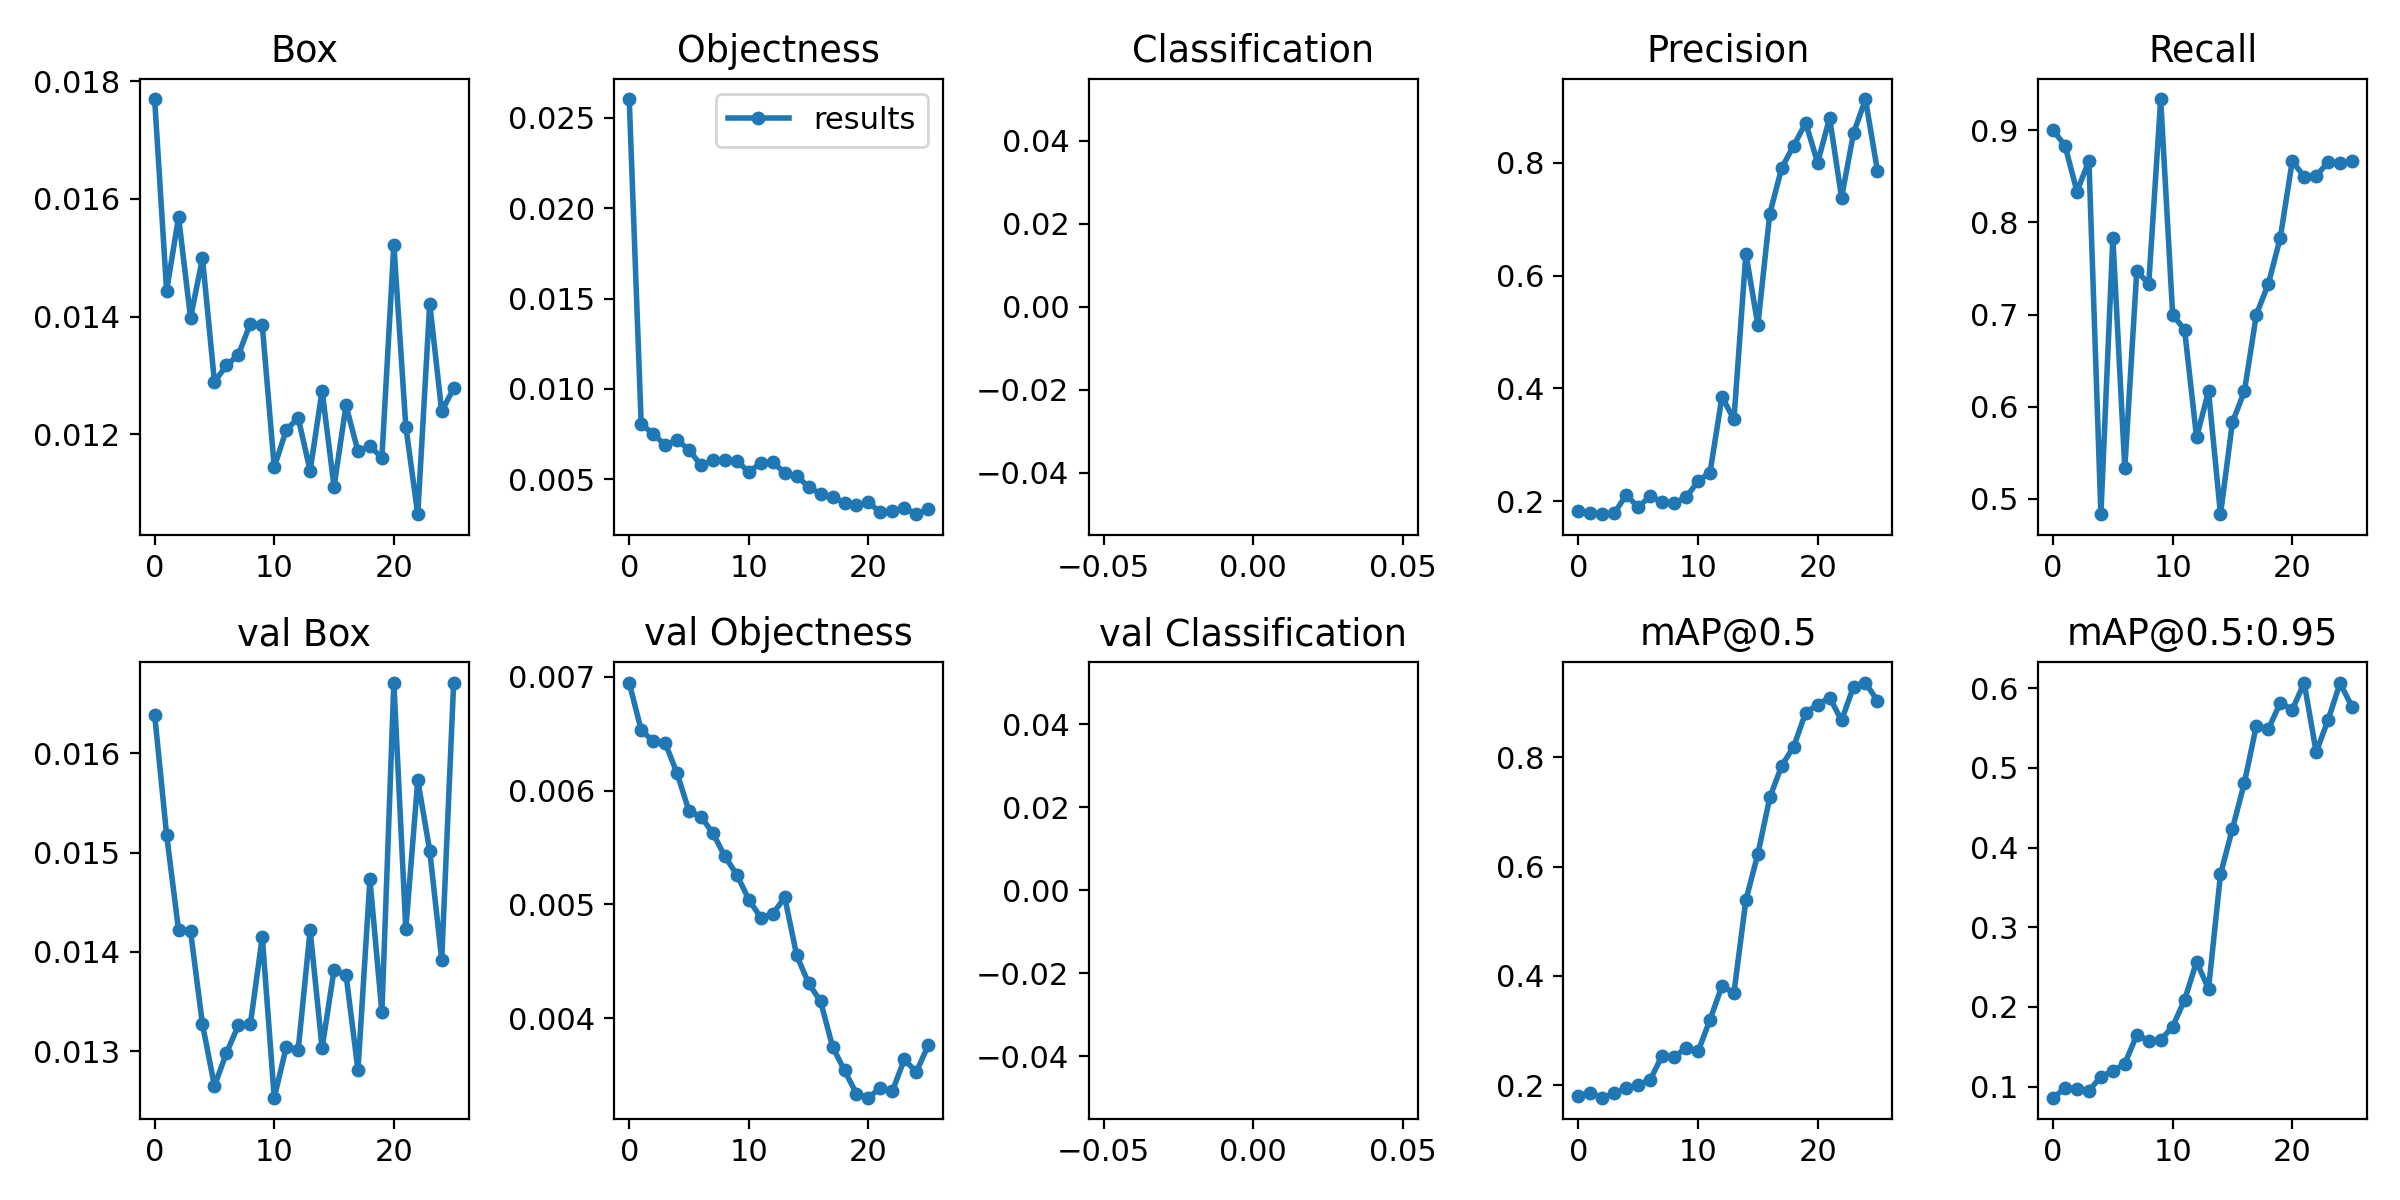 Box
0.018
0.016
0.014
0.012
0 10 20
Objectness
results
0.025
0.020
0.015
0.010
0.005
0 10 20
Classification
0.04
0.02
0.00
−0.02
−0.04
−0.05 0.00 0.05
Precision
0.8
0.6
0.4
0.2
0 10 20
Recall
0.9
0.8
0.7
0.6
0.5
0 10 20
val Box
0.016
0.015
0.014
0.013
0 10 20
val Objectness
0.007
0.006
0.005
0.004
0 10 20
val Classification
0.04
0.02
0.00
−0.02
−0.04
−0.05 0.00 0.05
mAP@0.5
0.8
0.6
0.4
0.2
0 10 20
mAP@0.5:0.95
0.6
0.5
0.4
0.3
0.2
0.1
0 10 20